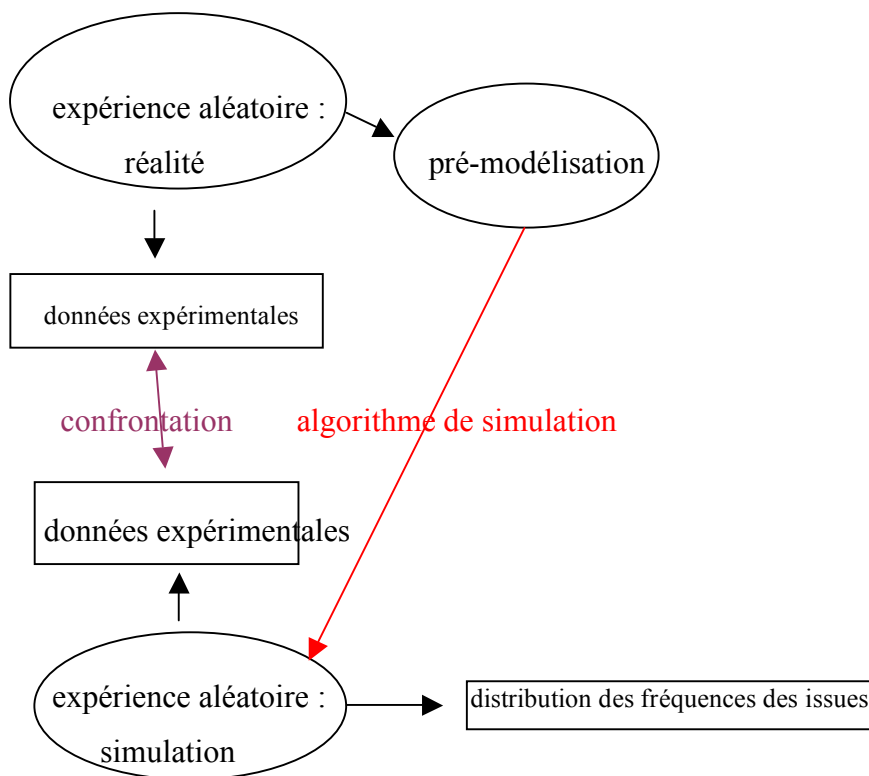 expérience aléatoire :
réalité
pré-modélisation
données expérimentales
confrontation
algorithme de simulation
données expérimentales
expérience aléatoire :
simulation
distribution des fréquences des issues